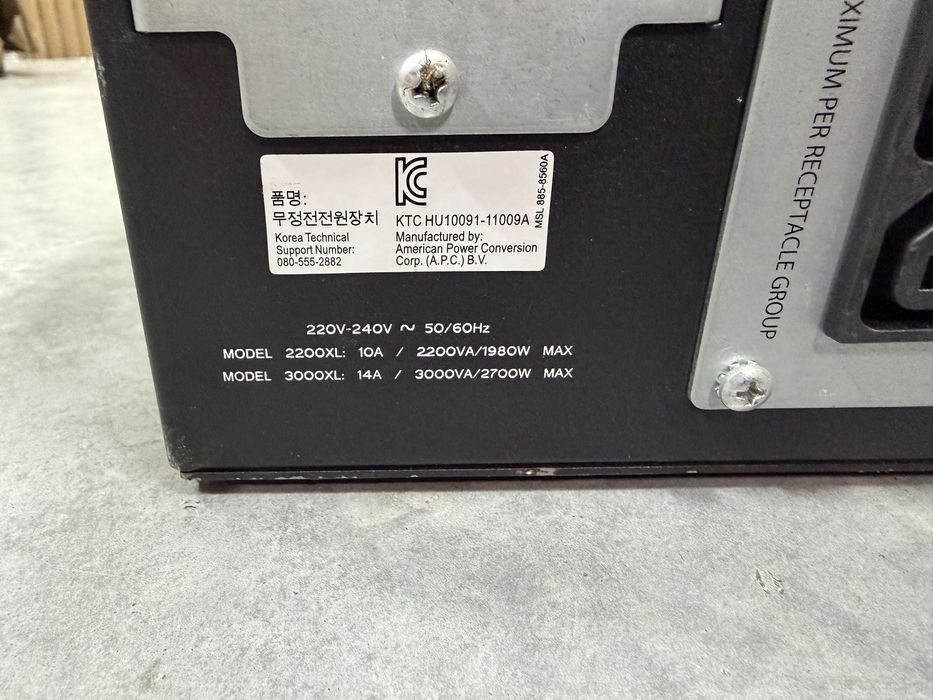 품명:
무정전전원장치
Korea Technical
Support Number:
080-555-2882
KTC HU10091-11009A
Manufactured by:
American Power Conversion
Corp. (A.P.C.) B.V.
MSL 885-8560A
220V-240V ~ 50/60Hz
MODEL 2200XL: 10A / 2200VA/1980W MAX
MODEL 3000XL: 14A / 3000VA/2700W MAX
XIMUM PER RECEPTACLE GROUP